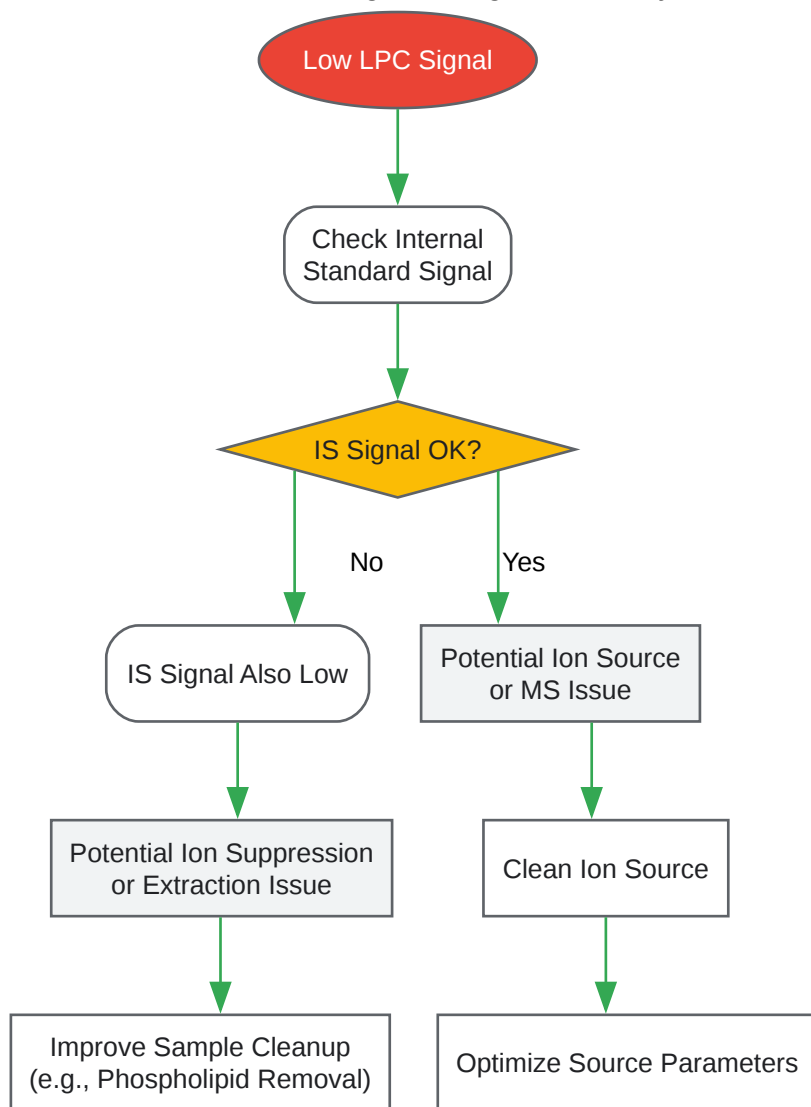 Low LPC Signal
Check Internal
Standard Signal
IS Signal OK?
No
Yes
IS Signal Also Low
Potential Ion Source
or MS Issue
Potential Ion Suppression
or Extraction Issue
Clean Ion Source
Improve Sample Cleanup
(e.g., Phospholipid Removal)
Optimize Source Parameters